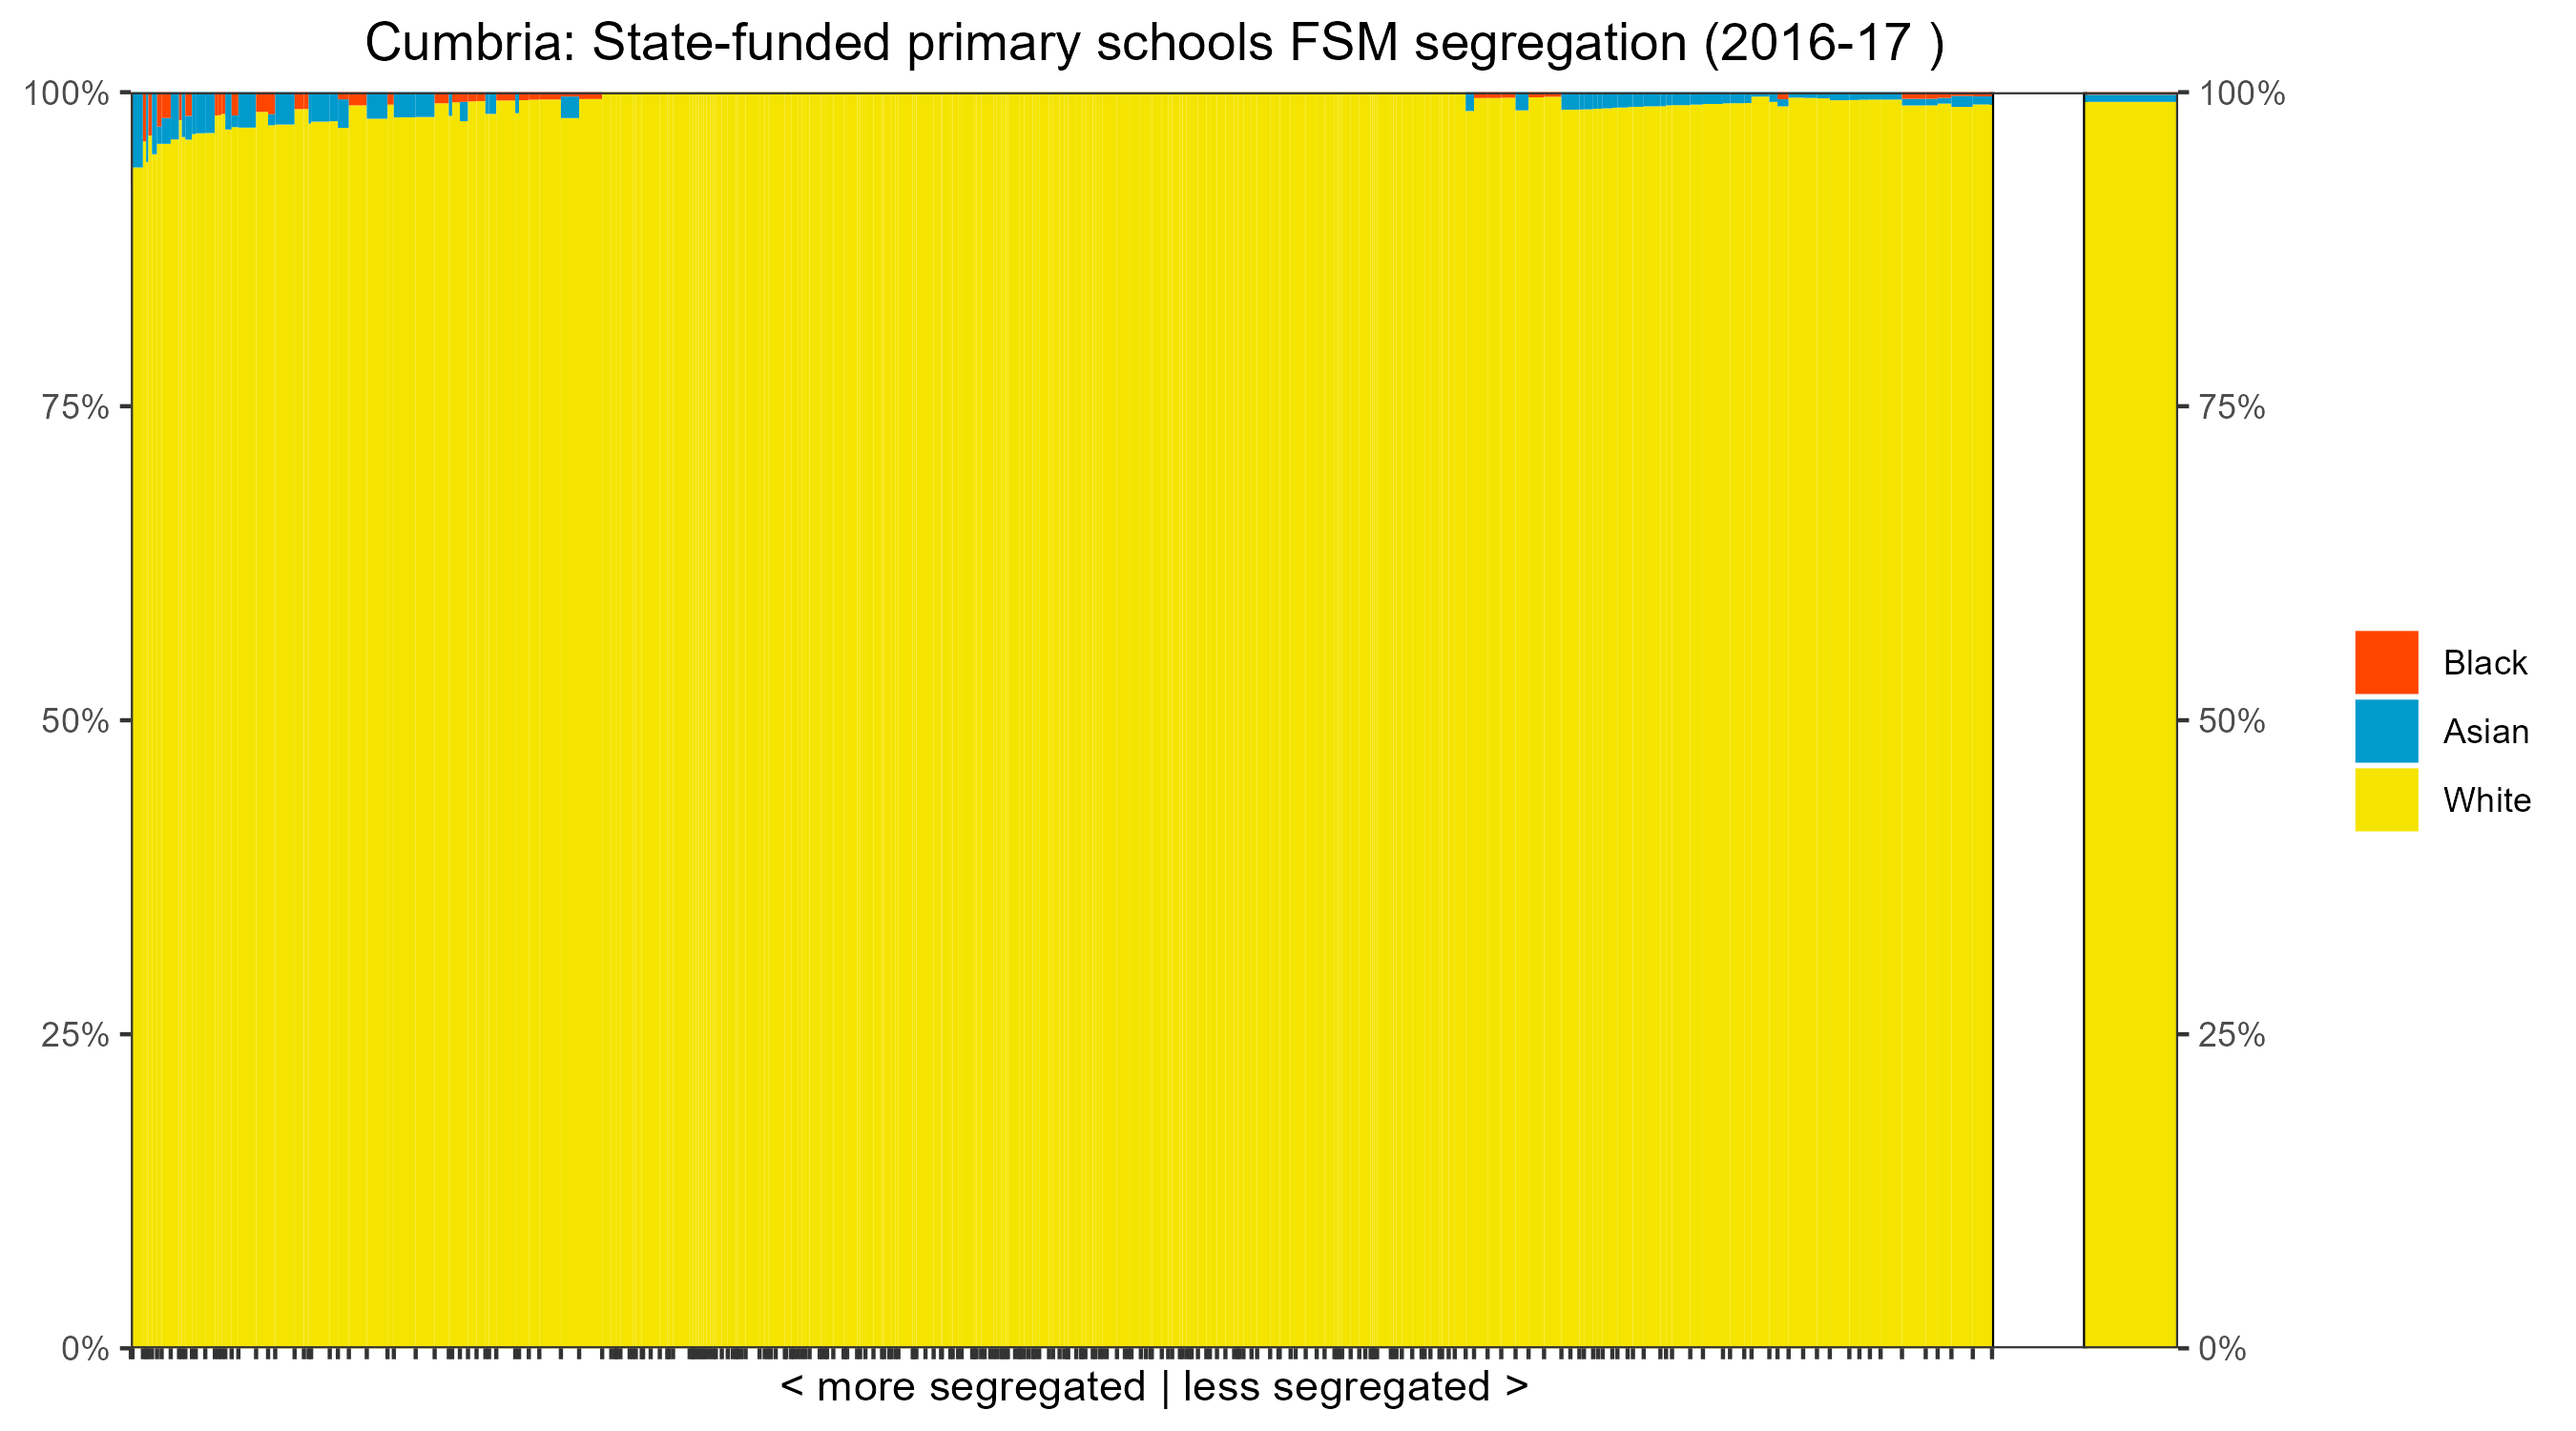 Cumbria: State-funded primary schools FSM segregation (2016-17 )
100%
75%
50%
25%
0%
100%
75%
50%
25%
0%
Black
Asian
White
< more segregated | less segregated >